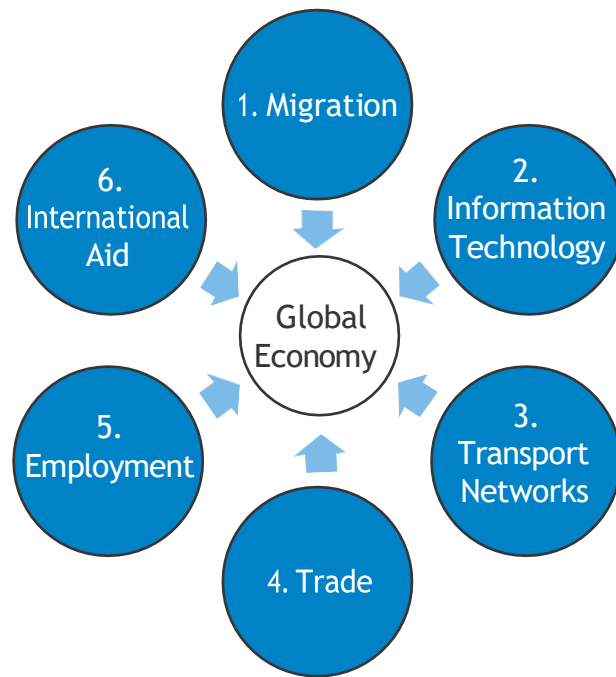 1. Migration
2.
Information
Technology
3.
Transport
Networks
4. Trade
5.
Employment
6.
International
Aid
Global
Economy